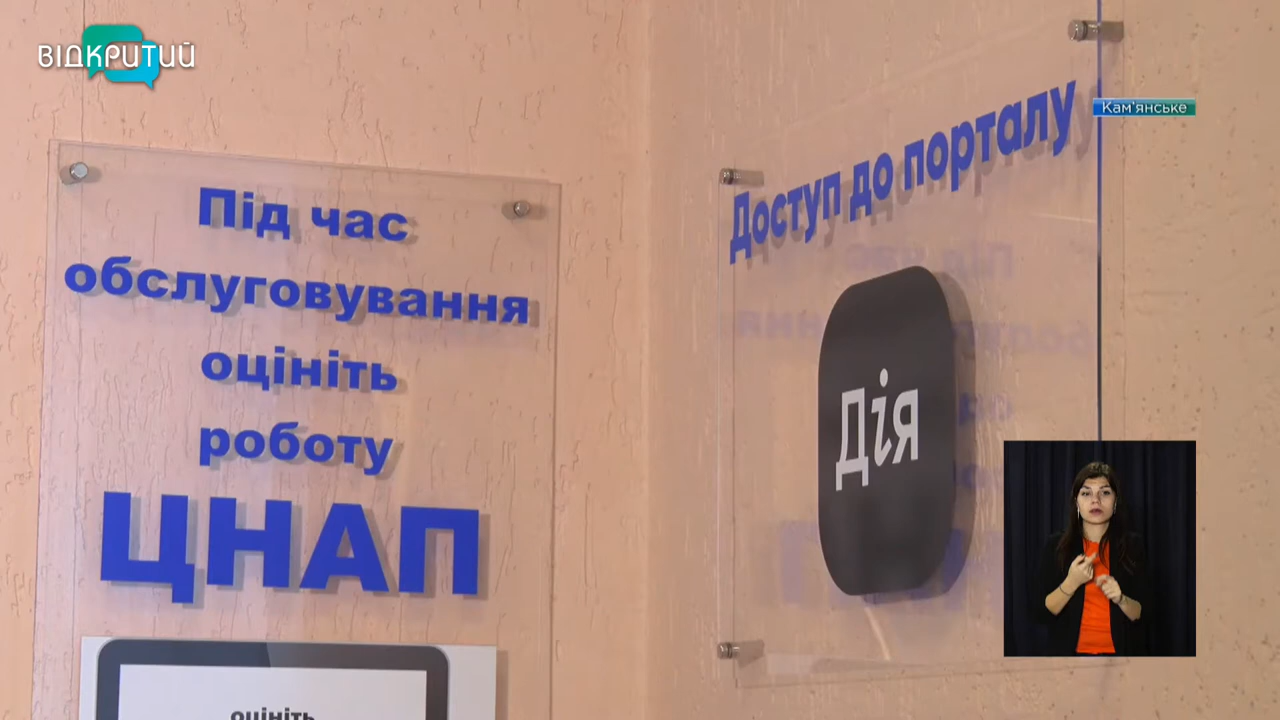 ВІДКРИТИЙ
Кам'янське
Під час
обслуговування
оцініть
роботу
ЦНАП
оцініть
Доступ до порталу
Дія